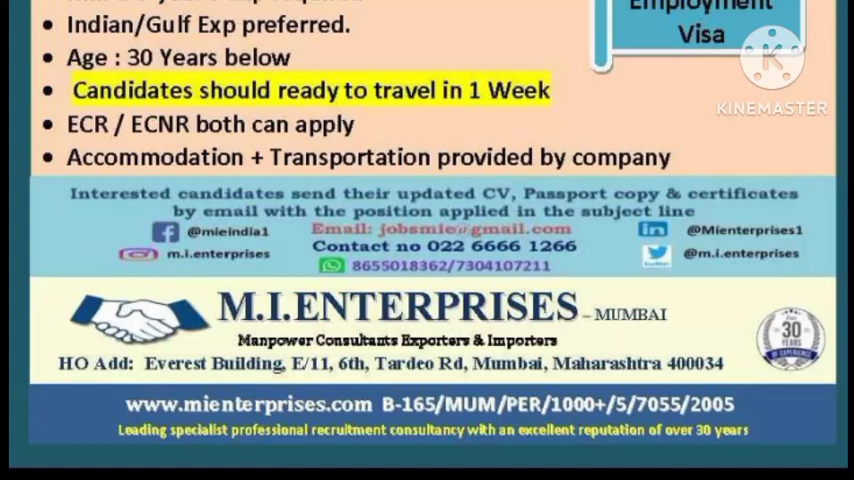 Employment
Visa
• Indian/Gulf Exp preferred.
• Age : 30 Years below
• Candidates should ready to travel in 1 Week
• ECR / ECNR both can apply
• Accommodation + Transportation provided by company
KINEMASTER
Interested candidates send their updated CV, Passport copy & certificates
by email with the position applied in the subject line
@mieindia1 Email: jobsmie@gmail.com @Mienterprises1
Contact no 022 6666 1266
m.i.enterprises @m.i.enterprises
8655018362/7304107211
M.I.ENTERPRISES – MUMBAI
Manpower Consultants Exporters & Importers
30
YEARS
HO Add: Everest Building, E/11, 6th, Tardeo Rd, Mumbai, Maharashtra 400034
www.mienterprises.com B-165/MUM/PER/1000+/5/7055/2005
Leading specialist professional recruitment consultancy with an excellent reputation of over 30 years